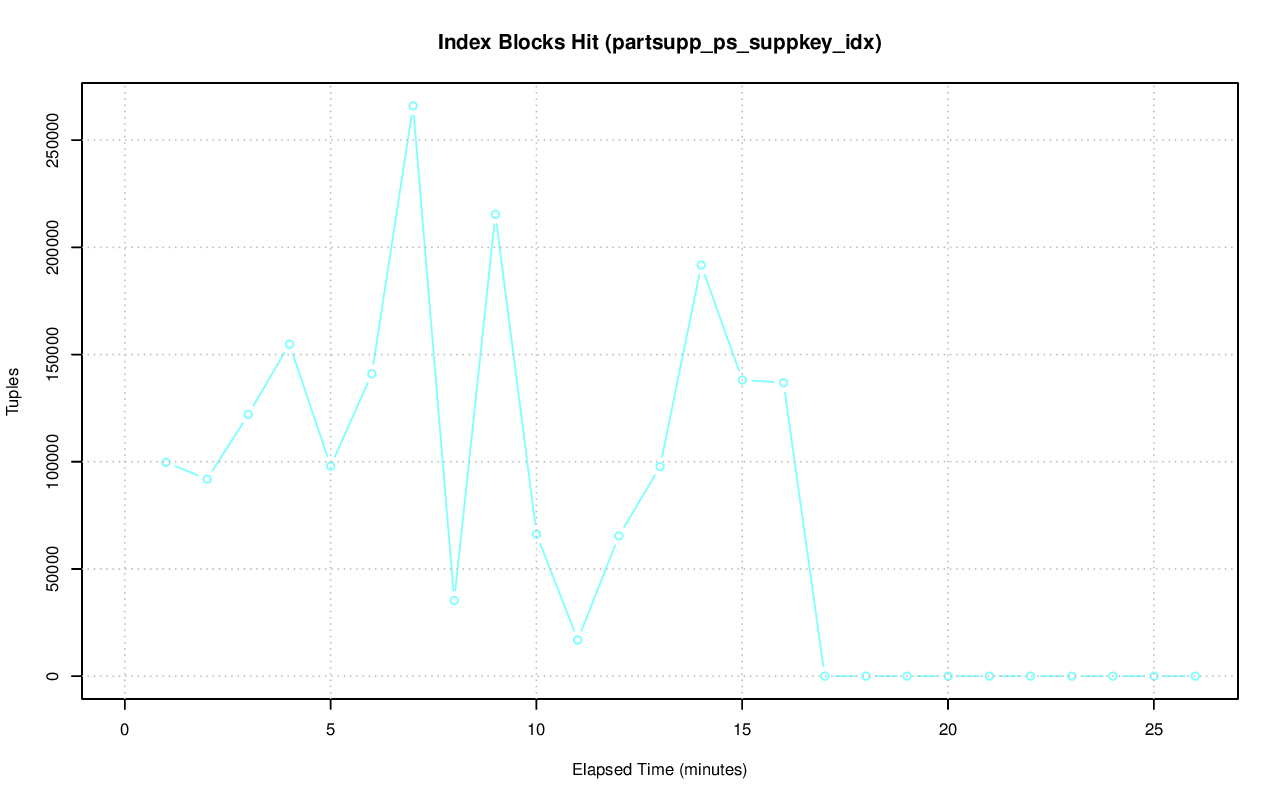 Index Blocks Hit (partsupp_ps_suppkey_idx)
Tuples
250000
200000
150000
100000
50000
0
0 5 10 15 20 25
Elapsed Time (minutes)